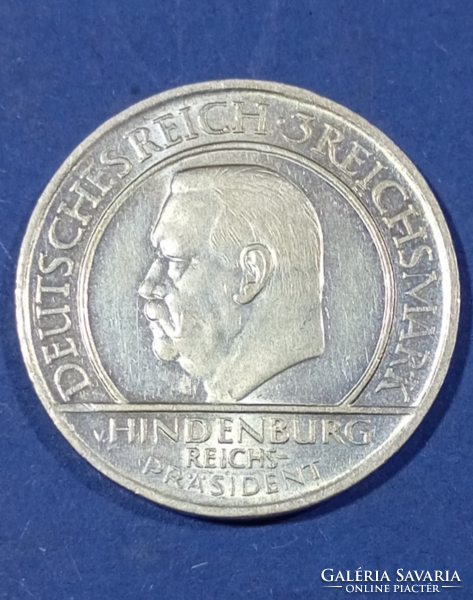 DEUTSCHES REICH · 3 REICHSMARK
v. HINDENBURG
REICHS-
PRÄSIDENT
GALÉRIA SAVARIA
ONLINE PIACTÉR